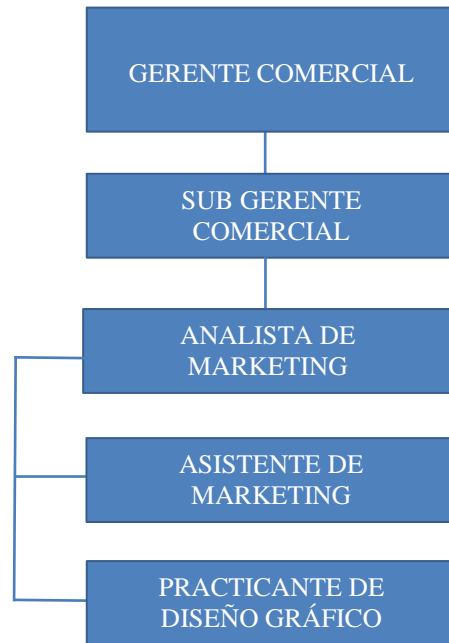 GERENTE COMERCIAL
SUB GERENTE
COMERCIAL
ANALISTA DE
MARKETING
ASISTENTE DE
MARKETING
PRACTICANTE DE
DISEÑO GRÁFICO